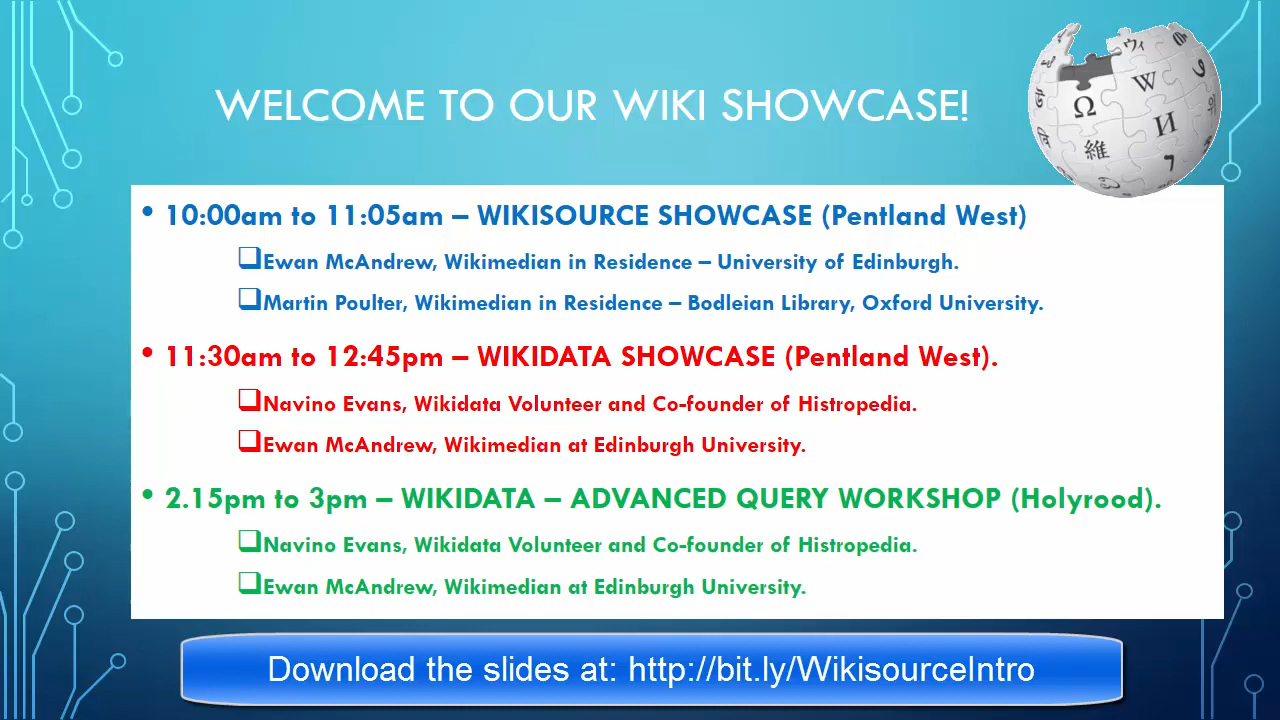 WELCOME TO OUR WIKI SHOWCASE!
Ω W И 維 ウィ 7
• 10:00am to 11:05am – WIKISOURCE SHOWCASE (Pentland West)
❑Ewan McAndrew, Wikimedian in Residence – University of Edinburgh.
❑Martin Poulter, Wikimedian in Residence – Bodleian Library, Oxford University.
• 11:30am to 12:45pm – WIKIDATA SHOWCASE (Pentland West).
❑Navino Evans, Wikidata Volunteer and Co-founder of Histropedia.
❑Ewan McAndrew, Wikimedian at Edinburgh University.
• 2.15pm to 3pm – WIKIDATA – ADVANCED QUERY WORKSHOP (Holyrood).
❑Navino Evans, Wikidata Volunteer and Co-founder of Histropedia.
❑Ewan McAndrew, Wikimedian at Edinburgh University.
Download the slides at: http://bit.ly/WikisourceIntro